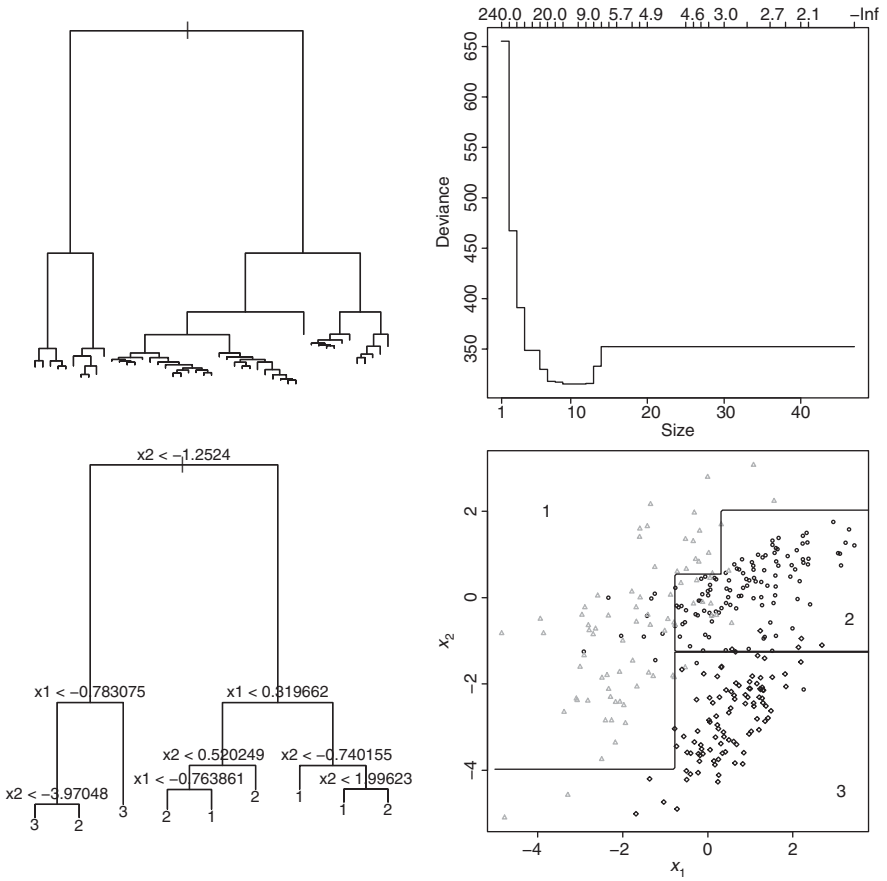 240.0 20.0 9.0 5.7 4.9 4.6 3.0 2.7 2.1 −Inf
650
600
550
500
450
400
350
Deviance
1 10 20 30 40
Size
x2 < −1.2524
x1 < −0.783075 x1 < 0.319662
x2 < 0.520249 x2 < −0.740155
x2 < −3.97048 x1 < −0.763861 x2 < 1.99623
3 2 3 2 1 2 1 1 2
2
0
−2
−4
x2
1
2
3
−4 −2 0 2
x1